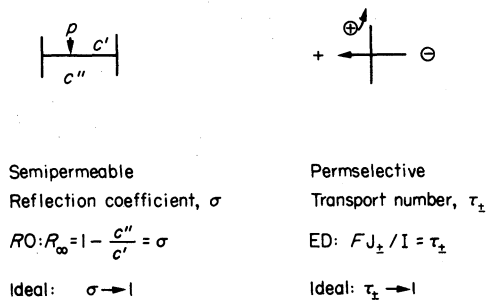 p
c'
c"
⊕
+
⊖
Semipermeable
Reflection coefficient, σ
RO: R∞ = 1 − c"/c' = σ
Ideal: σ → 1
Permselective
Transport number, τ±
ED: FJ± / I = τ±
Ideal: τ± → 1